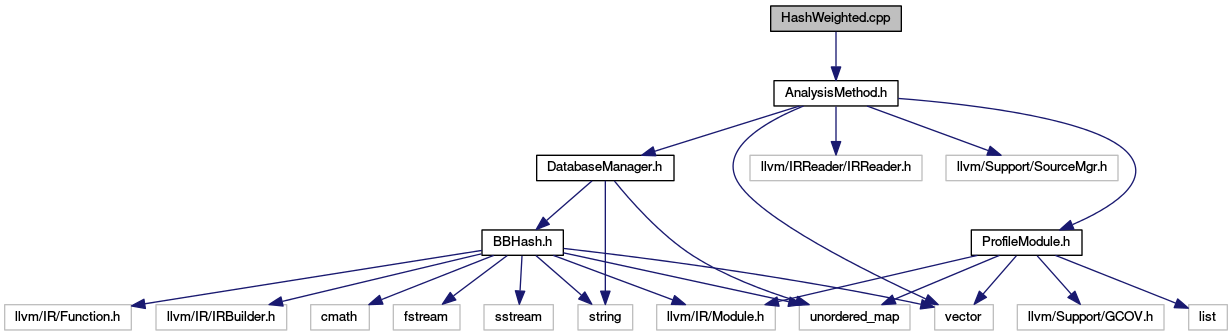 HashWeighted.cpp
AnalysisMethod.h
DatabaseManager.h
llvm/IRReader/IRReader.h
llvm/Support/SourceMgr.h
BBHash.h
ProfileModule.h
llvm/IR/Function.h
llvm/IR/IRBuilder.h
cmath
fstream
sstream
string
llvm/IR/Module.h
unordered_map
vector
llvm/Support/GCOV.h
list